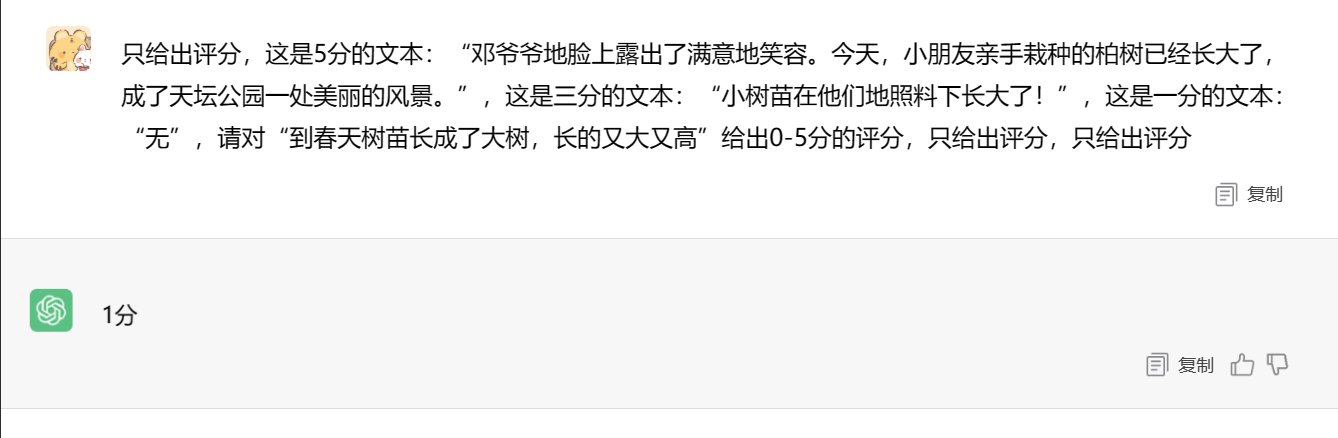 只给出评分，这是5分的文本：“邓爷爷地脸上露出了满意地笑容。今天，小朋友亲手栽种的柏树已经长大了，
成了天坛公园一处美丽的风景。”，这是三分的文本：“小树苗在他们地照料下长大了！”，这是一分的文本：
“无”，请对“到春天树苗长成了大树，长的又大又高”给出0-5分的评分，只给出评分，只给出评分
复制
1分
复制